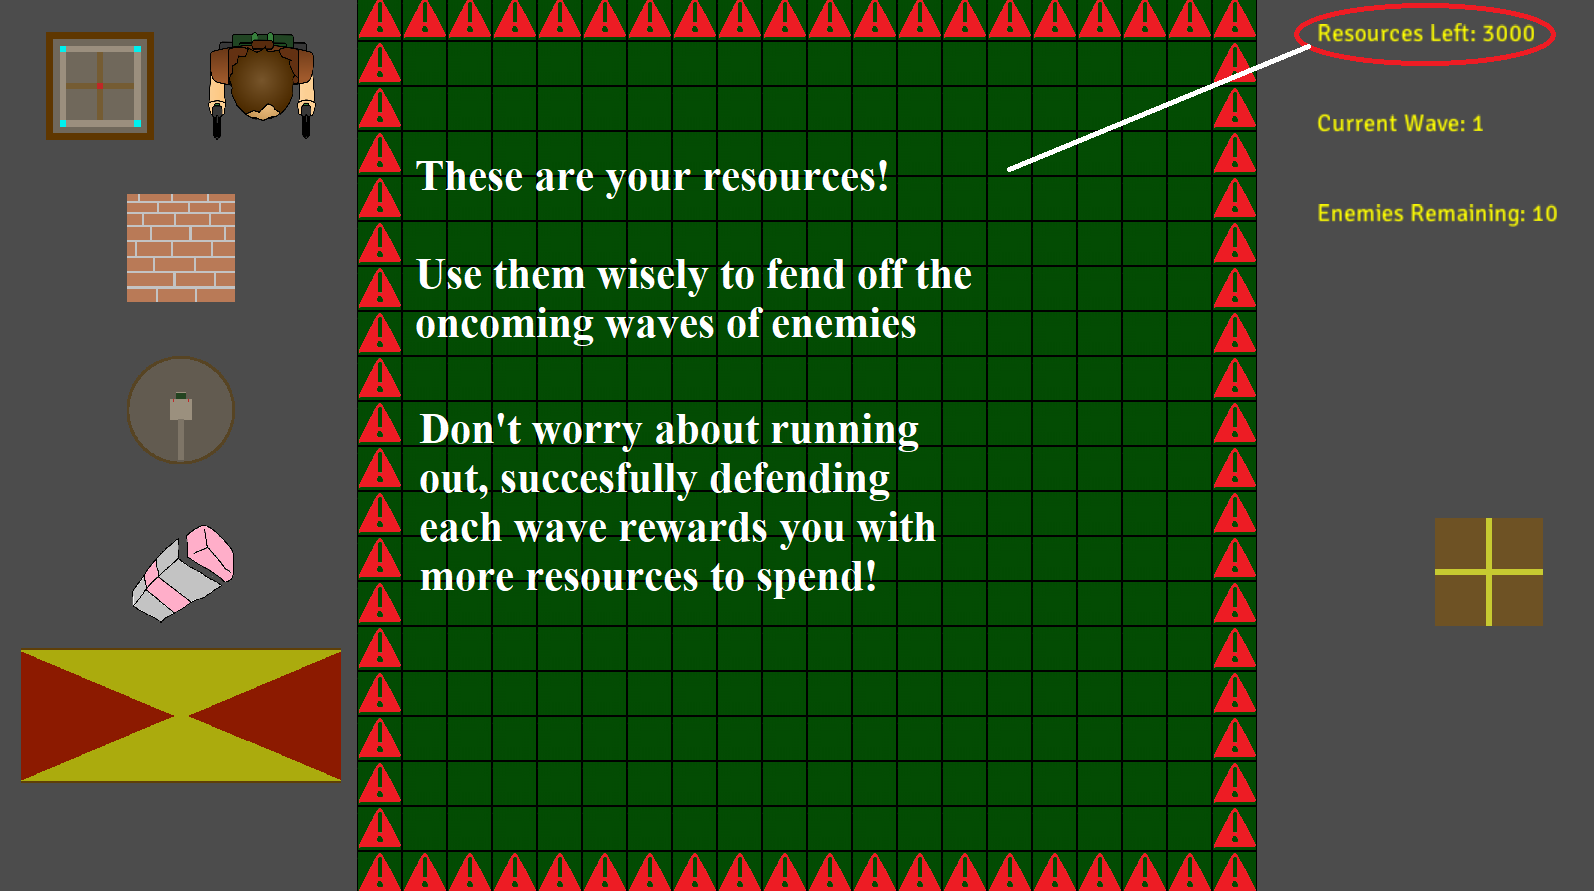 Resources Left: 3000
Current Wave: 1
Enemies Remaining: 10
These are your resources!
Use them wisely to fend off the
oncoming waves of enemies
Don't worry about running
out, succesfully defending
each wave rewards you with
more resources to spend!